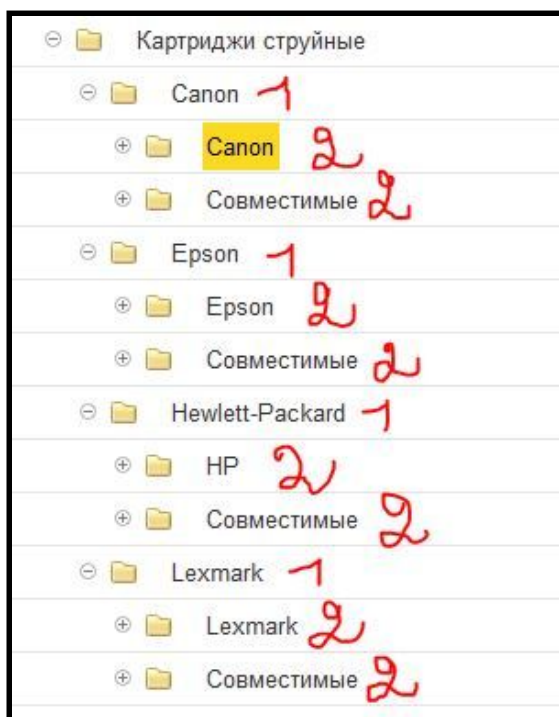 Картриджи струйные
Canon 1
Canon 2
Совместимые 2
Epson 1
Epson 2
Совместимые 2
Hewlett-Packard 1
HP 2
Совместимые 2
Lexmark 1
Lexmark 2
Совместимые 2